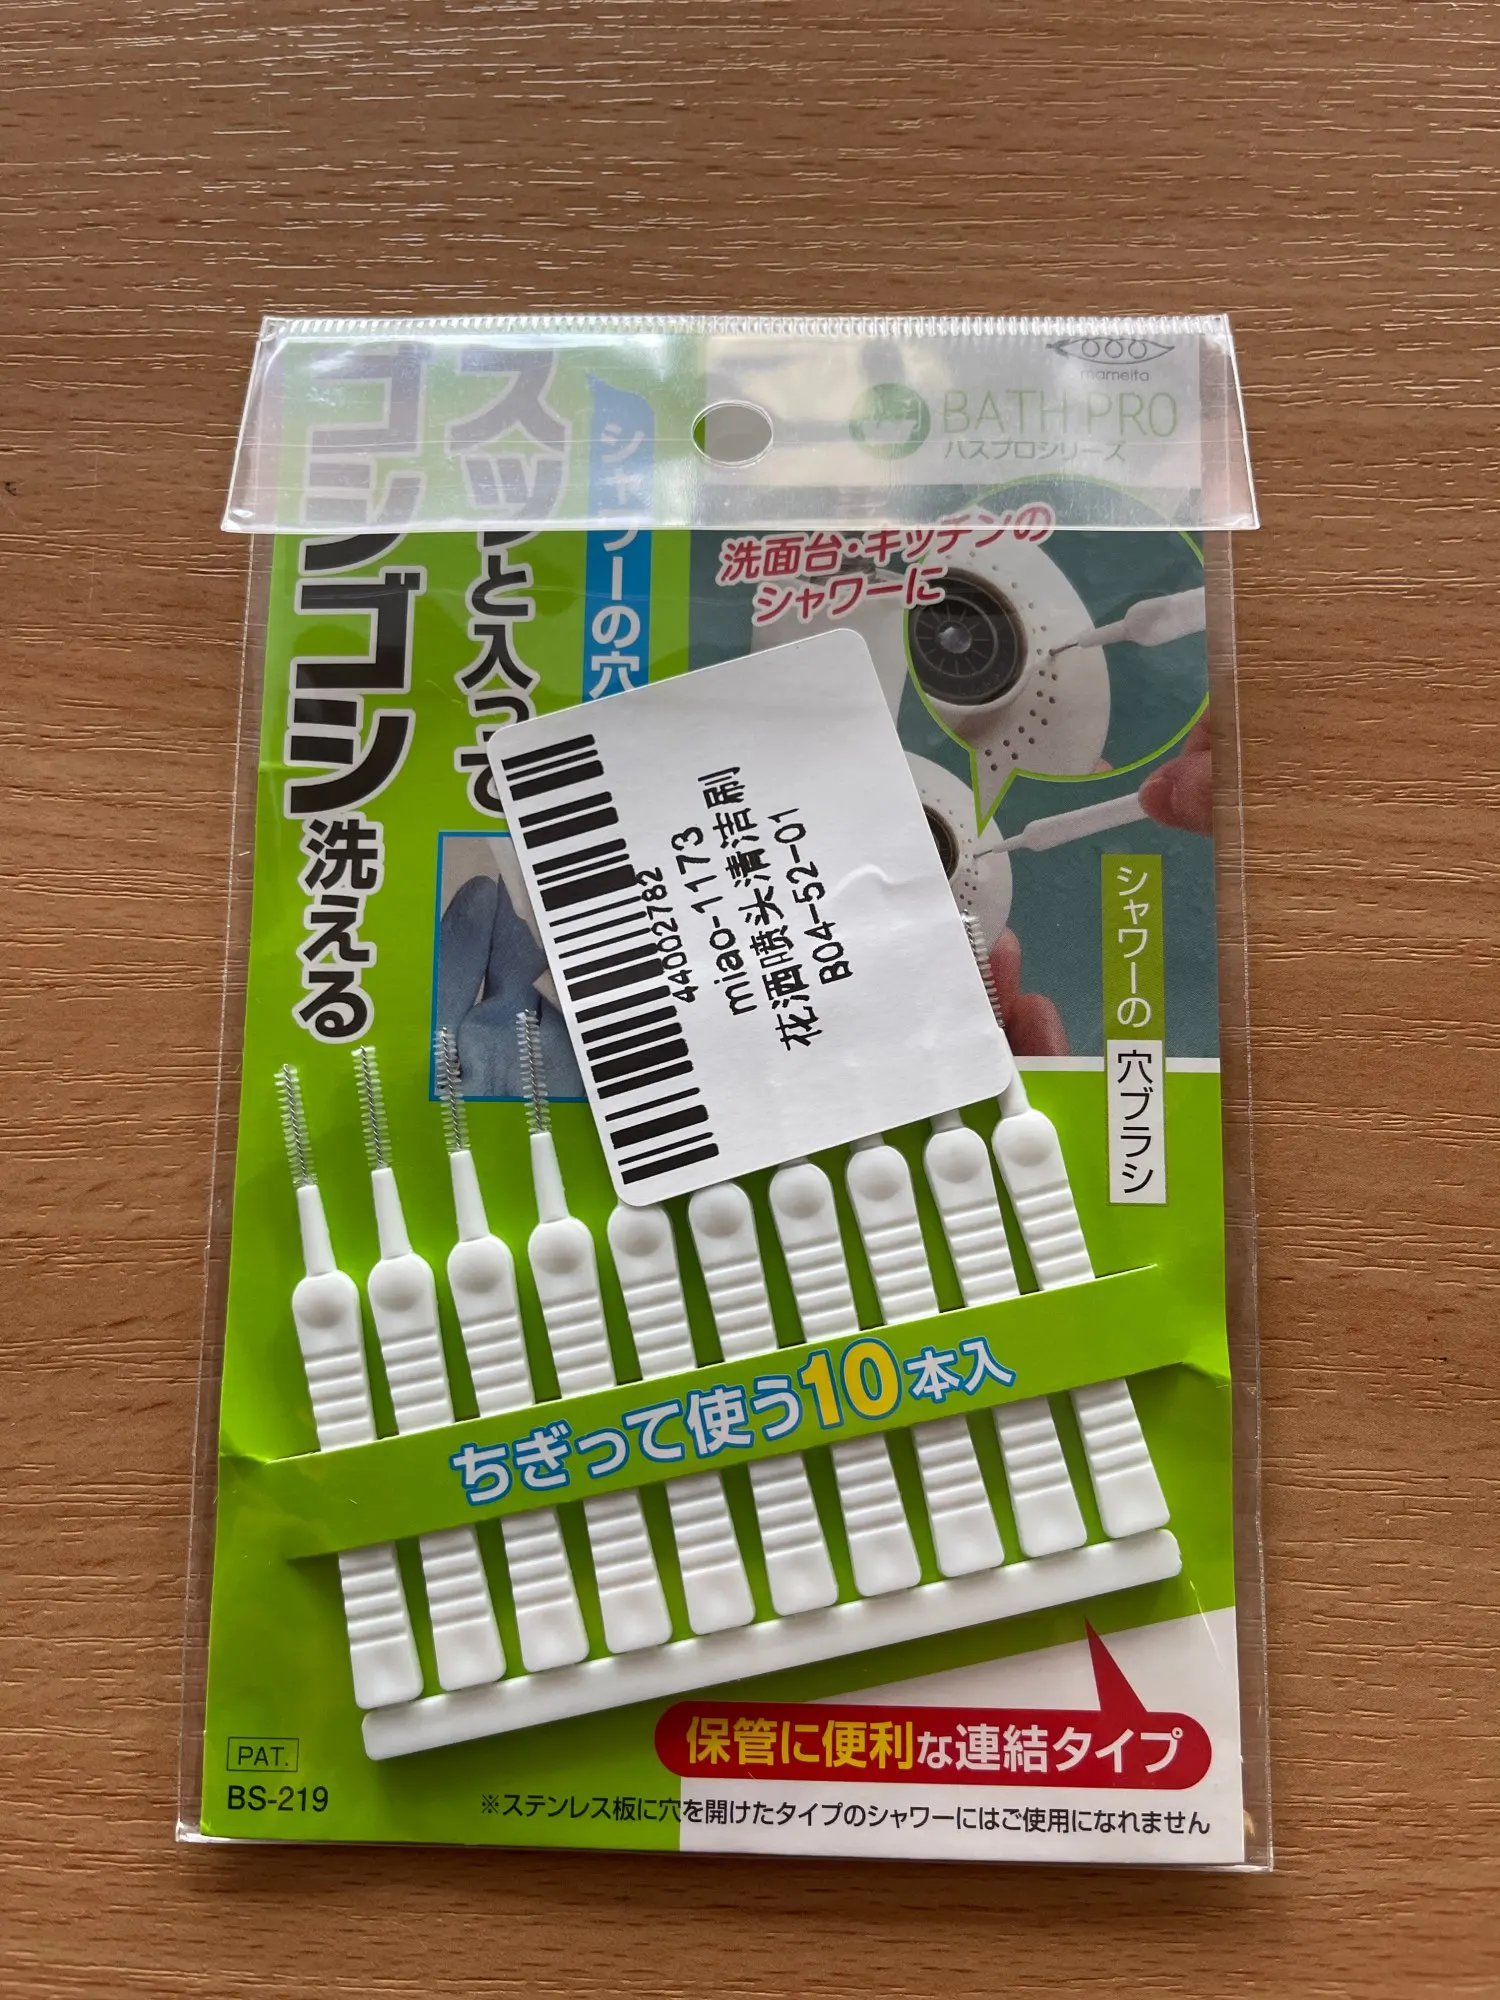 mameita
BATH PRO
バスプロシリーズ
スッと入って
ゴシゴシ洗える
シャワーの穴
洗面台・キッチンの
シャワーに
44002782
miao-1173
花洒喷头清洁刷
B04-52-01
シャワーの
穴ブラシ
ちぎって使う10本入
保管に便利な連結タイプ
PAT.
BS-219
※ステンレス板に穴を開けたタイプのシャワーにはご使用になれません